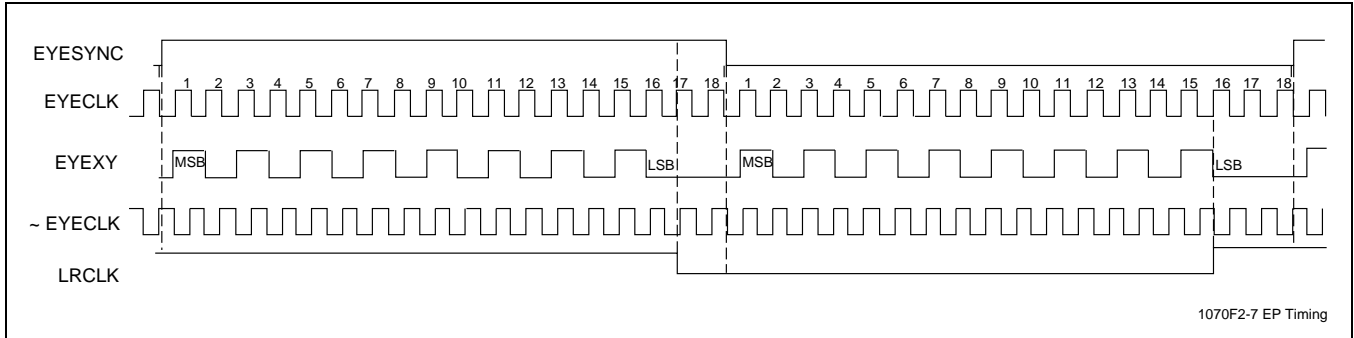 EYESYNC
1 2 3 4 5 6 7 8 9 10 11 12 13 14 15 16 17 18 1 2 3 4 5 6 7 8 9 10 11 12 13 14 15 16 17 18
EYECLK
EYEXY MSB LSB MSB LSB
~ EYECLK
LRCLK
1070F2-7 EP Timing